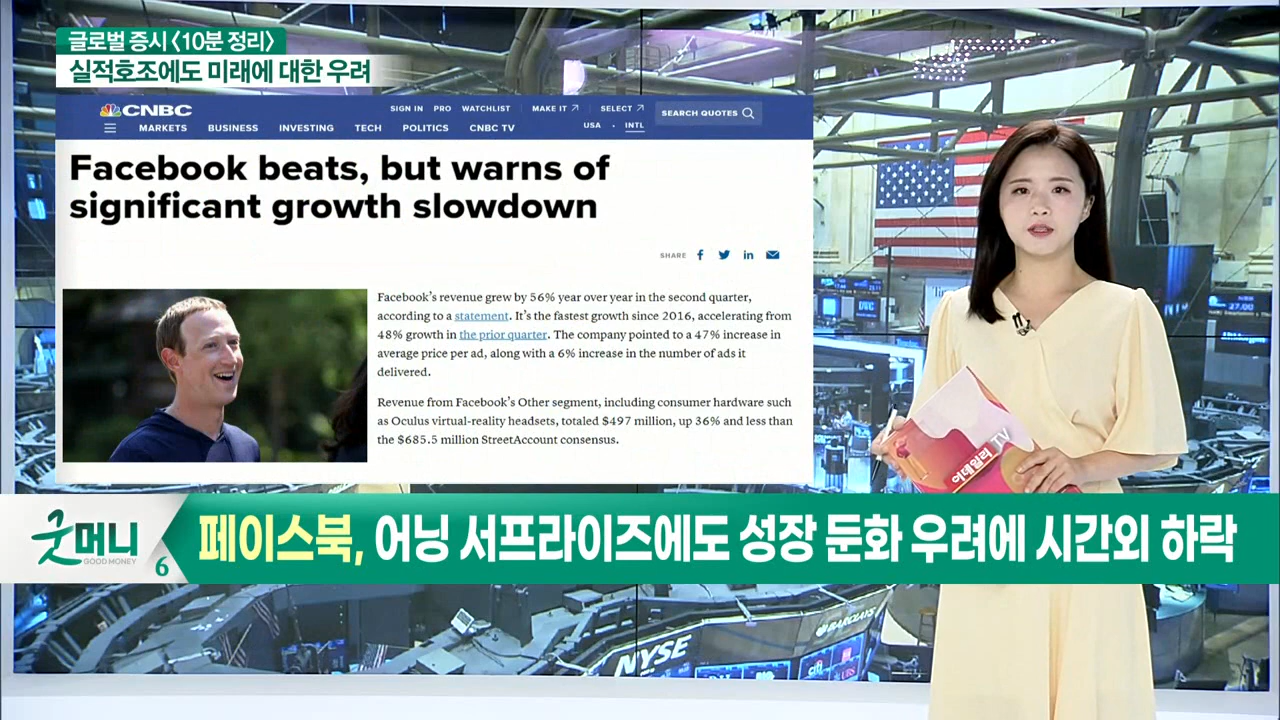 글로벌 증시 <10분 정리>
실적호조에도 미래에 대한 우려
CNBC
SIGN IN PRO WATCHLIST MAKE IT SELECT SEARCH QUOTES
MARKETS BUSINESS INVESTING TECH POLITICS CNBC TV USA · INTL
Facebook beats, but warns of
significant growth slowdown
SHARE
Facebook's revenue grew by 56% year over year in the second quarter,
according to a statement. It's the fastest growth since 2016, accelerating from
48% growth in the prior quarter. The company pointed to a 47% increase in
average price per ad, along with a 6% increase in the number of ads it
delivered.
Revenue from Facebook's Other segment, including consumer hardware such
as Oculus virtual-reality headsets, totaled $497 million, up 36% and less than
the $685.5 million StreetAccount consensus.
이데일리 TV
굿머니
GOOD MONEY
6
페이스북, 어닝 서프라이즈에도 성장 둔화 우려에 시간외 하락
BARCLAYS
NYSE
citi